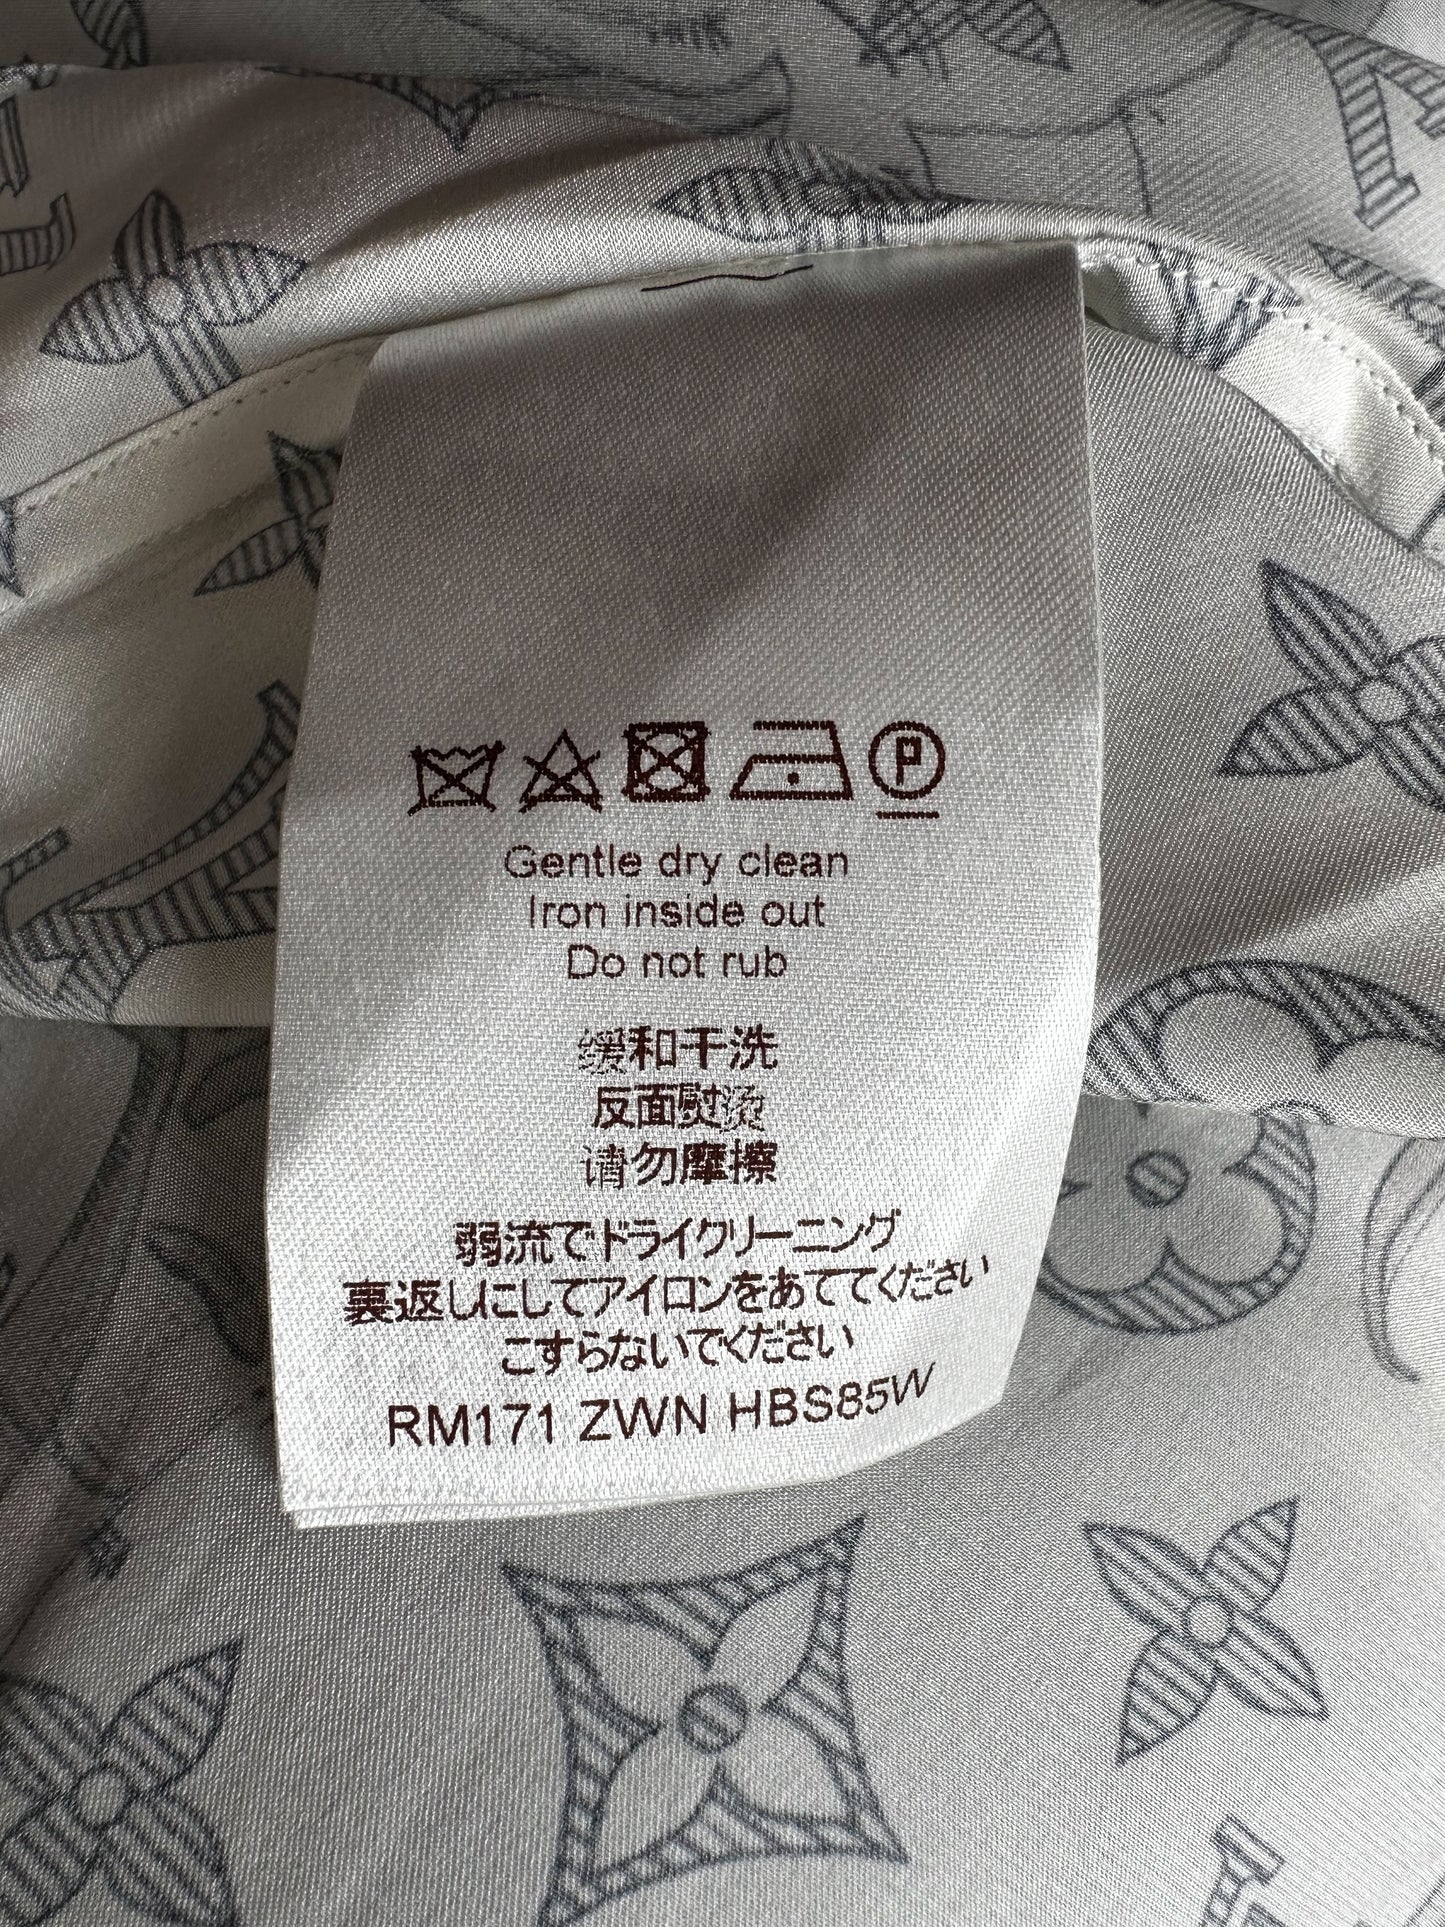 P
Gentle dry clean
Iron inside out
Do not rub
缓和干洗
反面熨烫
请勿摩擦
弱流でドライクリーニング
裏返しにしてアイロンをあててください
こすらないでください
RM171 ZWN HBS85W